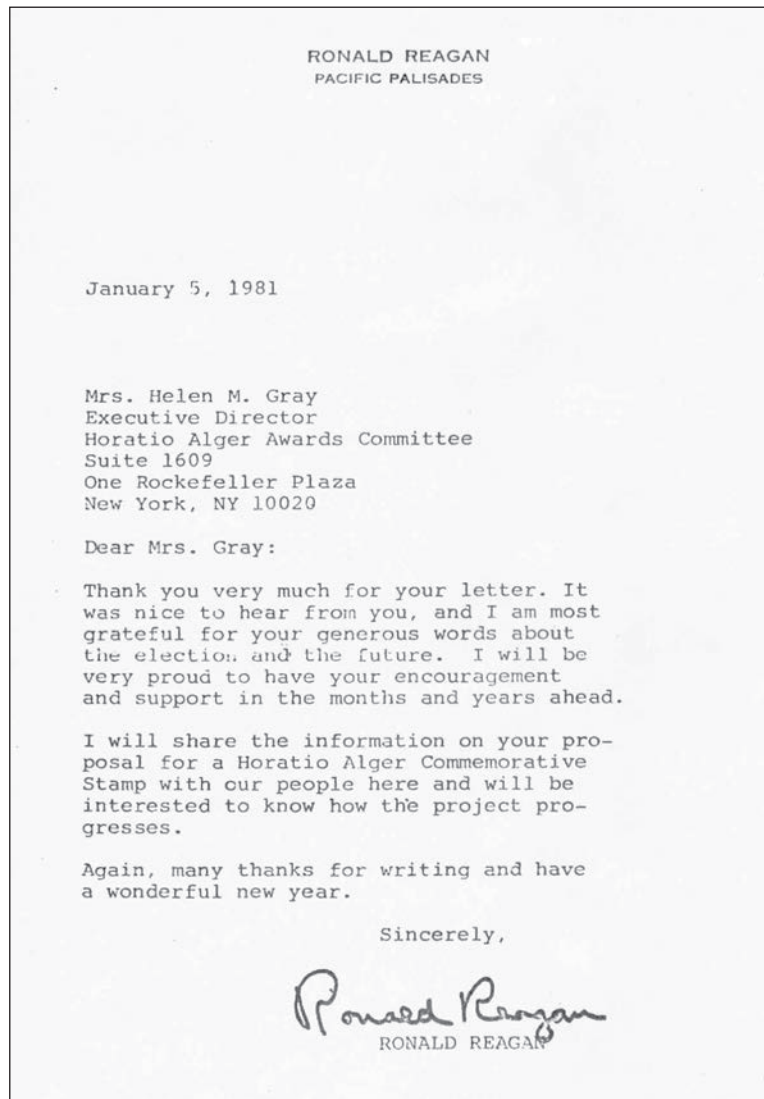 RONALD REAGAN
PACIFIC PALISADES
January 5, 1981
Mrs. Helen M. Gray
Executive Director
Horatio Alger Awards Committee
Suite 1609
One Rockefeller Plaza
New York, NY 10020
Dear Mrs. Gray:
Thank you very much for your letter. It
was nice to hear from you, and I am most
grateful for your generous words about
the election and the future.  I will be
very proud to have your encouragement
and support in the months and years ahead.
I will share the information on your pro-
posal for a Horatio Alger Commemorative
Stamp with our people here and will be
interested to know how the project pro-
gresses.
Again, many thanks for writing and have
a wonderful new year.
Sincerely,
Ronald Reagan
RONALD REAGAN